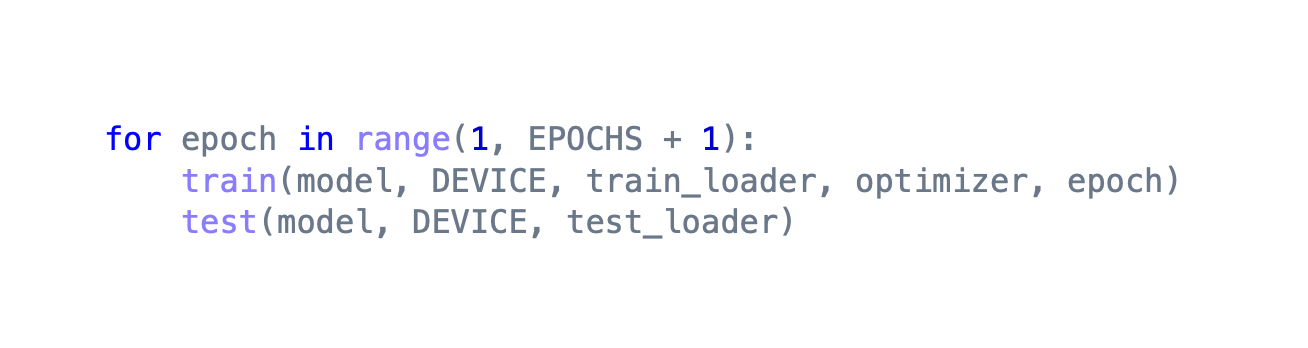 for epoch in range(1, EPOCHS + 1):
    train(model, DEVICE, train_loader, optimizer, epoch)
    test(model, DEVICE, test_loader)